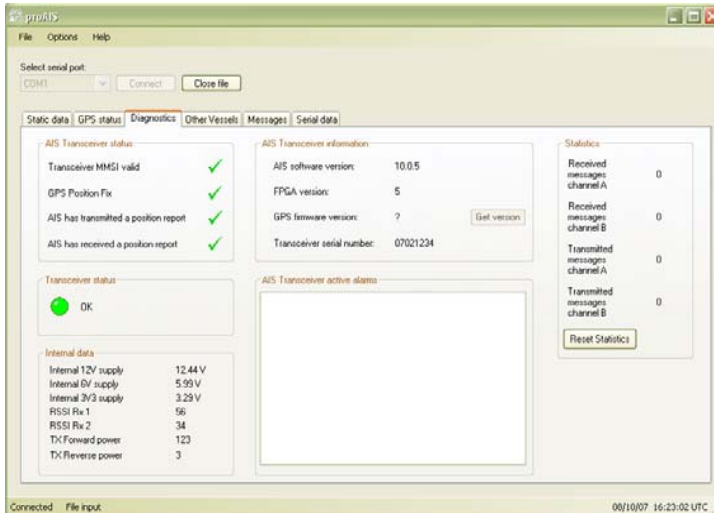 proAIS
File Options Help
Select serial port:
COM1 Connect Close file
Static data GPS status Diagnostics Other Vessels Messages Serial data
AIS Transceiver status
Transceiver MMSI valid
GPS Position Fix
AIS has transmitted a position report
AIS has received a position report
Transceiver status
OK
Internal data
Internal 12V supply 12.44 V
Internal 6V supply 5.99 V
Internal 3V3 supply 3.29 V
RSSI Rx 1 56
RSSI Rx 2 34
TX Forward power 123
TX Reverse power 3
AIS Transceiver information
AIS software version: 10.0.5
FPGA version: 5
GPS firmware version: ? Get version
Transceiver serial number: 07021234
AIS Transceiver active alarms
Statistics
Received
messages 0
channel A
Received
messages 0
channel B
Transmitted
messages 0
channel A
Transmitted
messages 0
channel B
Reset Statistics
Connected File input 08/10/07 16:23:02 UTC